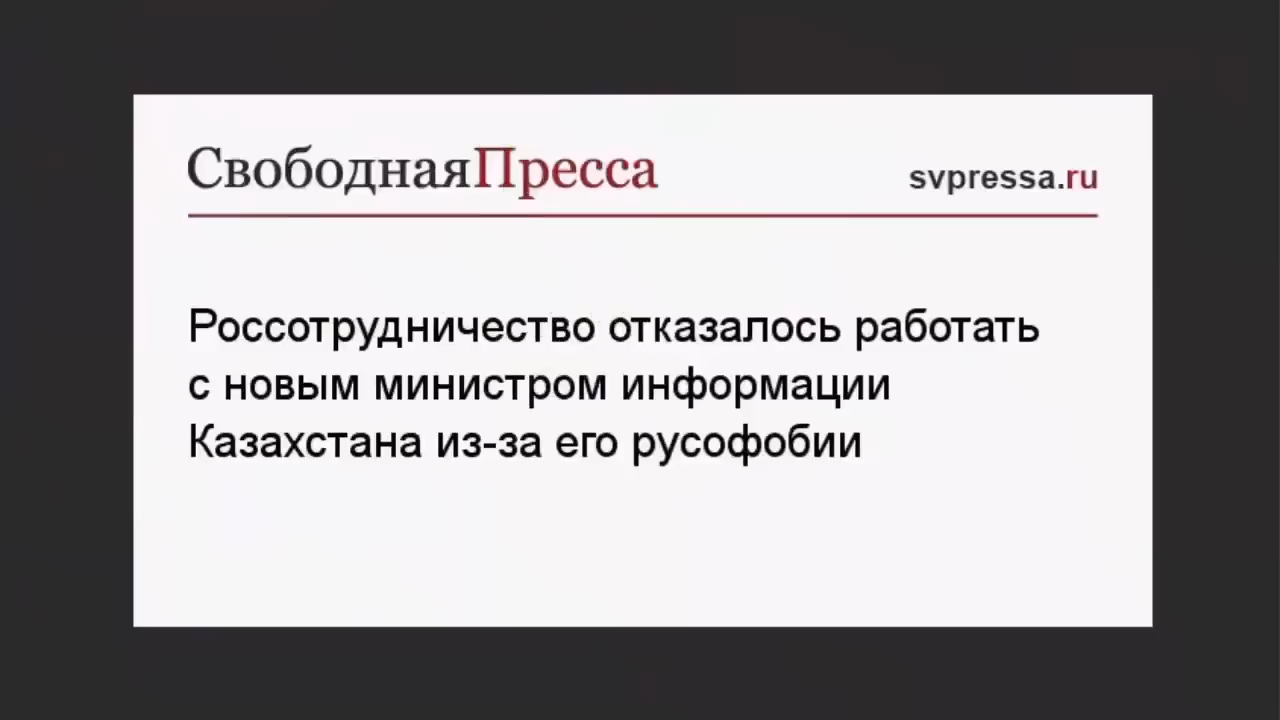 СвободнаяПресса
svpressa.ru
Россотрудничество отказалось работать
с новым министром информации
Казахстана из-за его русофобии